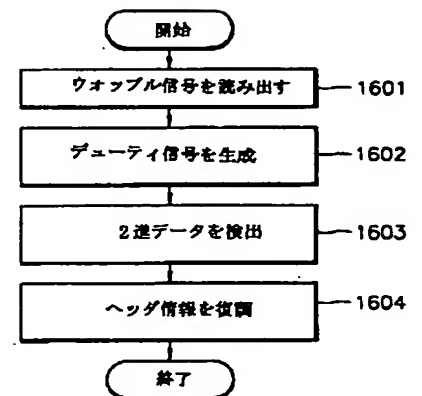 開始
ウオッブル信号を読み出す
1601
デューティ信号を生成
1602
2進データを検出
1603
ヘッダ情報を復調
1604
終了